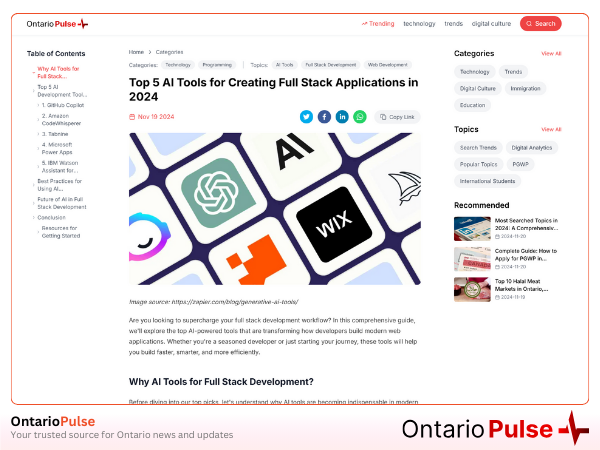 Ontario Pulse
Trending
technology
trends
digital culture
Search
Table of Contents
Why AI Tools for
Full Stack...
Top 5 AI
Development Tool...
1. GitHub Copilot
2. Amazon
CodeWhisperer
3. Tabnine
4. Microsoft
Power Apps
5. IBM Watson
Assistant for...
Best Practices for
Using AI...
Future of AI in Full
Stack Development
Conclusion
Resources for
Getting Started
Home > Categories
Categories: Technology Programming | Topics: AI Tools Full Stack Development Web Development
Top 5 AI Tools for Creating Full Stack Applications in
2024
Nov 19 2024
Copy Link
AI
WIX
Image source: https://zapier.com/blog/generative-ai-tools/
Are you looking to supercharge your full stack development workflow? In this comprehensive guide,
we'll explore the top AI-powered tools that are transforming how developers build modern web
applications. Whether you're a seasoned developer or just starting your journey, these tools will help
you build faster, smarter, and more efficiently.
Why AI Tools for Full Stack Development?
Before diving into our top picks, let's understand why AI tools are becoming indispensable in modern
Categories
View All
Technology
Trends
Digital Culture
Immigration
Education
Topics
View All
Search Trends
Digital Analytics
Popular Topics
PGWP
International Students
Recommended
Most Searched Topics in
2024: A Comprehensiv...
2024-11-20
Complete Guide: How to
Apply for PGWP in...
2024-11-20
Top 10 Halal Meat
Markets in Ontario,...
2024-11-19
OntarioPulse
Your trusted source for Ontario news and updates
Ontario Pulse